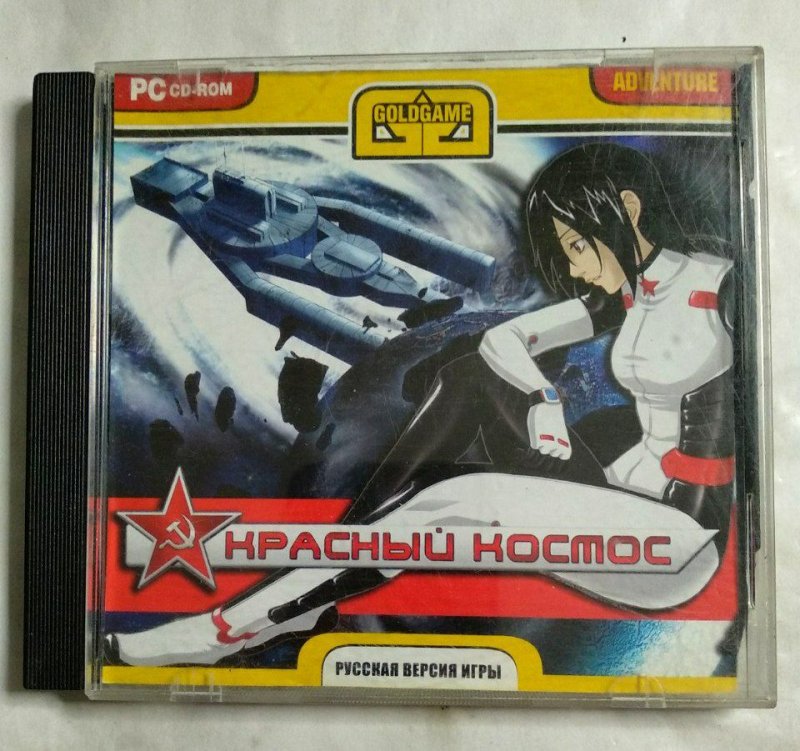 PC CD-ROM
GOLDGAME
ADVENTURE
КРАСНЫЙ КОСМОС
РУССКАЯ ВЕРСИЯ ИГРЫ